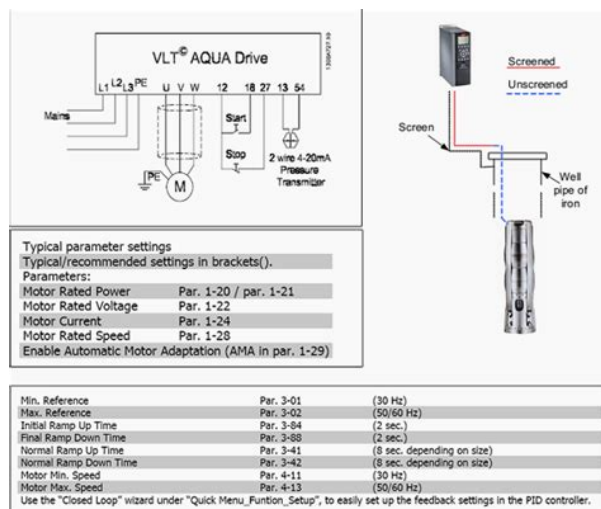 VLT© AQUA Drive
L1 L2 L3 PE U V W 12 18 27 13 54
Mains
Start
Stop
2 wire 4-20mA
Pressure
Transmitter
PE
M
Screened
Unscreened
Screen
Well
pipe of
iron
Typical parameter settings
Typical/recommended settings in brackets().
Parameters:
Motor Rated Power Par. 1-20 / par. 1-21
Motor Rated Voltage Par. 1-22
Motor Current Par. 1-24
Motor Rated Speed Par. 1-28
Enable Automatic Motor Adaptation (AMA in par. 1-29)
Min. Reference Par. 3-01 (30 Hz)
Max. Reference Par. 3-02 (50/60 Hz)
Initial Ramp Up Time Par. 3-84 (2 sec.)
Final Ramp Down Time Par. 3-88 (2 sec.)
Normal Ramp Up Time Par. 3-41 (8 sec. depending on size)
Normal Ramp Down Time Par. 3-42 (8 sec. depending on size)
Motor Min. Speed Par. 4-11 (30 Hz)
Motor Max. Speed Par. 4-13 (50/60 Hz)
Use the "Closed Loop" wizard under "Quick Menu_Funtion_Setup", to easily set up the feedback settings in the PID controller.